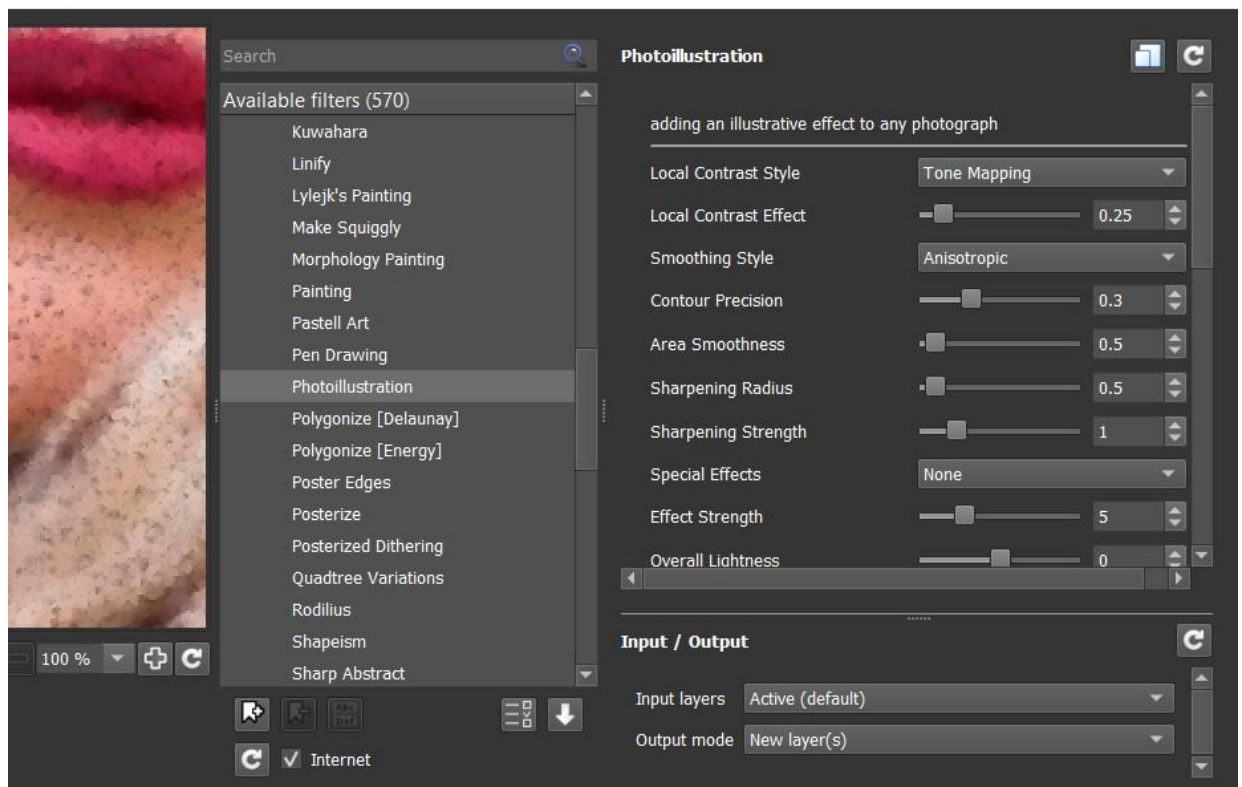 Search
Available filters (570)
Kuwahara
Linify
Lylejk's Painting
Make Squiggly
Morphology Painting
Painting
Pastell Art
Pen Drawing
Photoillustration
Polygonize [Delaunay]
Polygonize [Energy]
Poster Edges
Posterize
Posterized Dithering
Quadtree Variations
Rodilius
Shapeism
Sharp Abstract
100 %
Internet
Photoillustration
adding an illustrative effect to any photograph
Local Contrast Style Tone Mapping
Local Contrast Effect 0.25
Smoothing Style Anisotropic
Contour Precision 0.3
Area Smoothness 0.5
Sharpening Radius 0.5
Sharpening Strength 1
Special Effects None
Effect Strength 5
Overall Lightness 0
Input / Output
Input layers Active (default)
Output mode New layer(s)